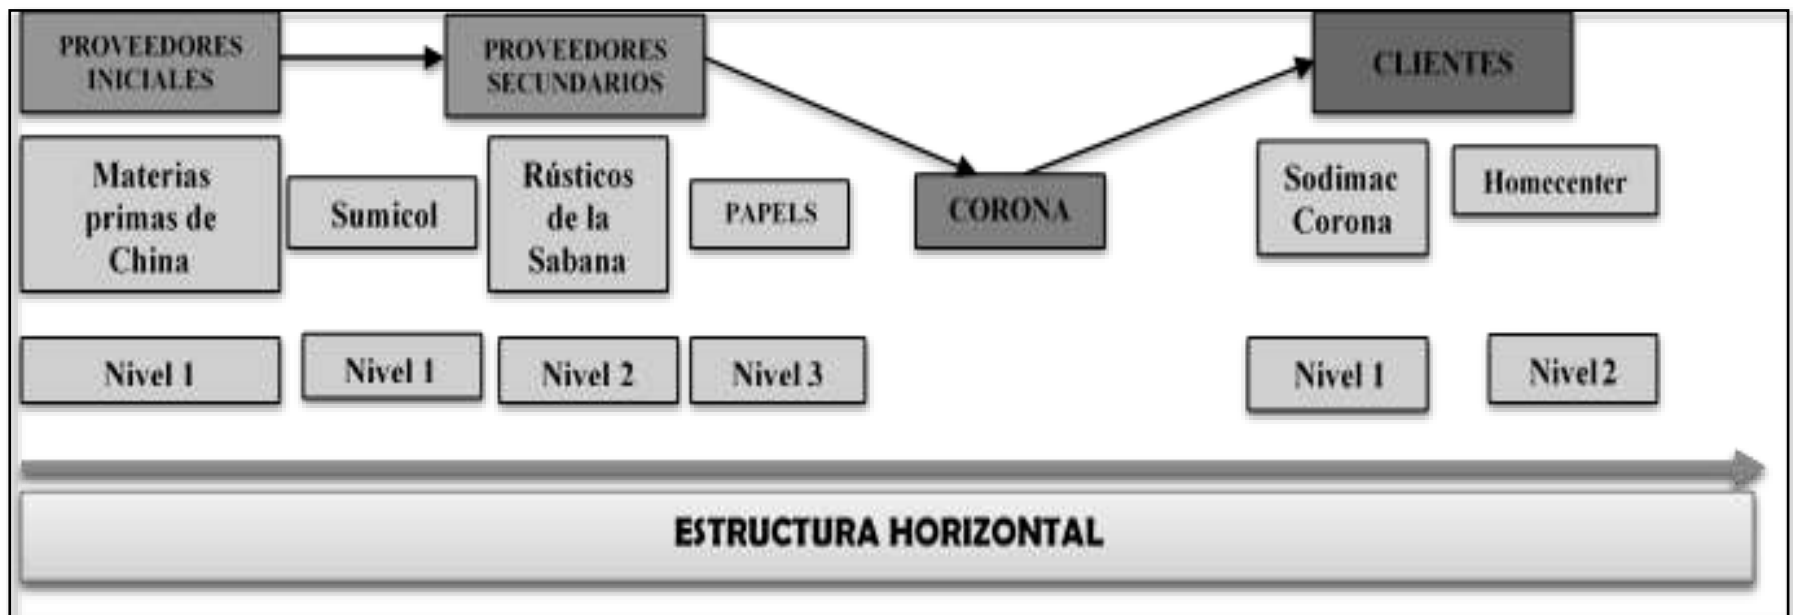 PROVEEDORES
INICIALES
PROVEEDORES
SECUNDARIOS
CLIENTES
Materias
primas de
China
Sumicol
Rústicos
de la
Sabana
PAPELS
CORONA
Sodimac
Corona
Homecenter
Nivel 1
Nivel 1
Nivel 2
Nivel 3
Nivel 1
Nivel 2
ESTRUCTURA HORIZONTAL